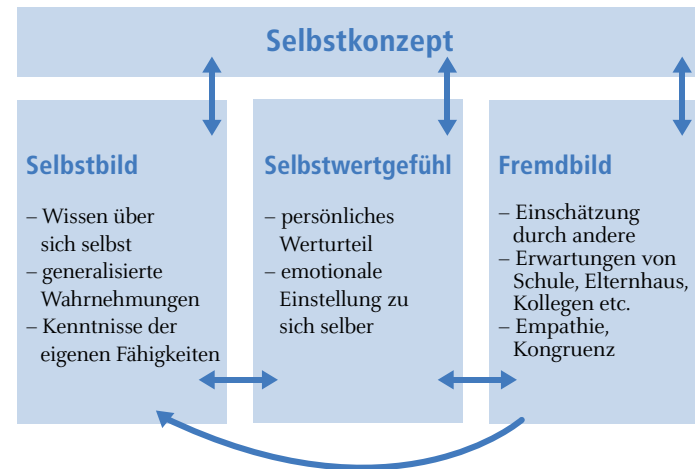 Selbstkonzept
Selbstbild
– Wissen über
sich selbst
– generalisierte
Wahrnehmungen
– Kenntnisse der
eigenen Fähigkeiten
Selbstwertgefühl
– persönliches
Werturteil
– emotionale
Einstellung zu
sich selber
Fremdbild
– Einschätzung
durch andere
– Erwartungen von
Schule, Elternhaus,
Kollegen etc.
– Empathie,
Kongruenz